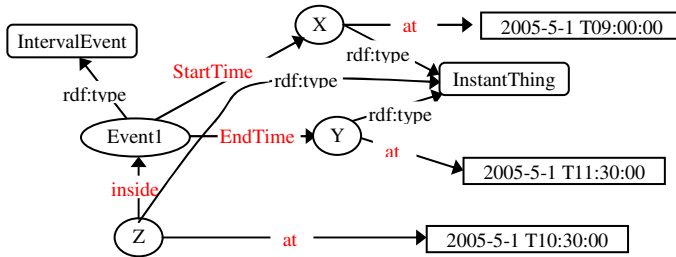 X
at
2005-5-1 T09:00:00
IntervalEvent
StartTime
rdf:type
rdf:type
InstantThing
rdf:type
rdf:type
Event1
EndTime
Y
at
2005-5-1 T11:30:00
inside
Z
at
2005-5-1 T10:30:00